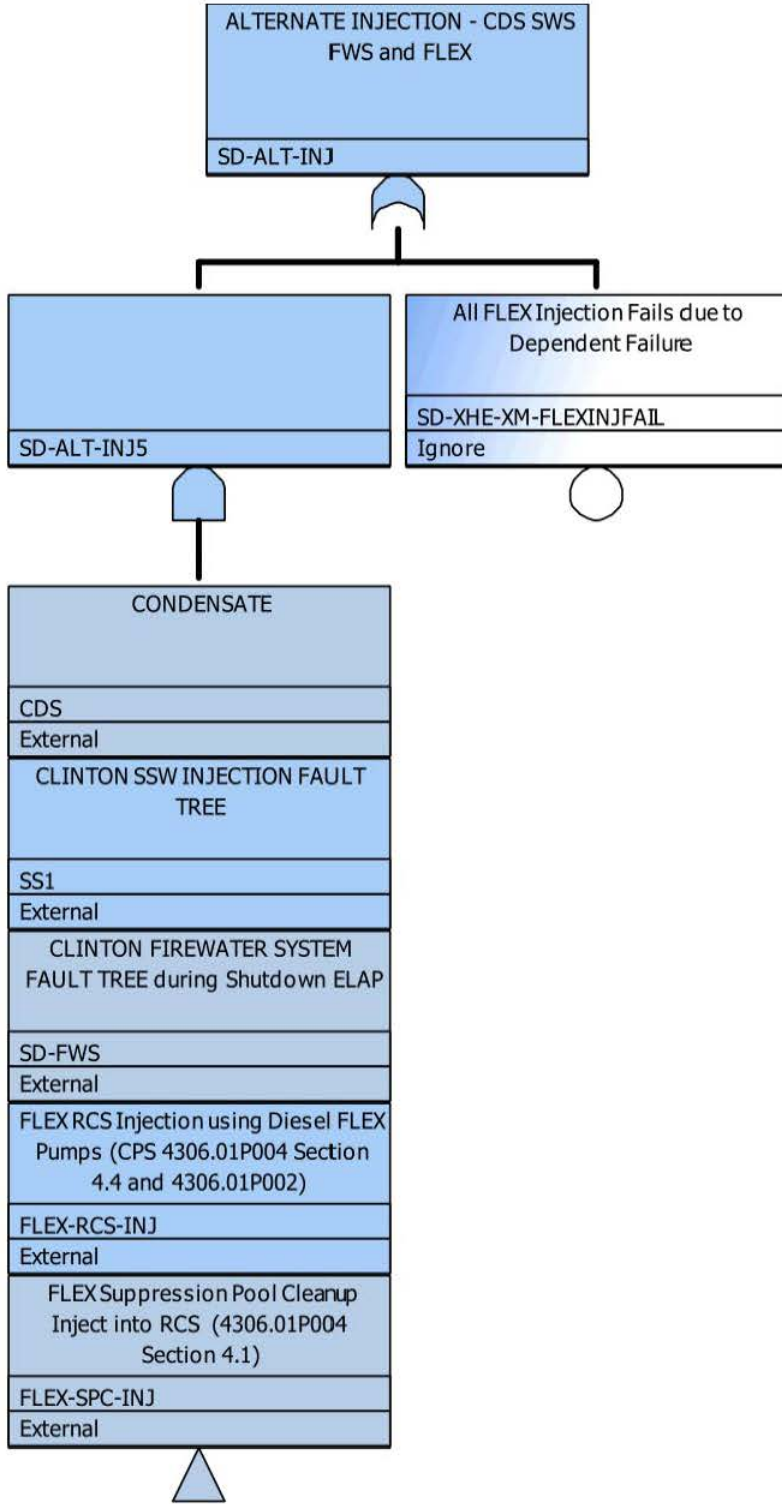 ALTERNATE INJECTION - CDS SWS
FWS and FLEX
SD-ALT-INJ
SD-ALT-INJ5
All FLEX Injection Fails due to
Dependent Failure
SD-XHE-XM-FLEXINJFAIL
Ignore
CONDENSATE
CDS
External
CLINTON SSW INJECTION FAULT
TREE
SS1
External
CLINTON FIREWATER SYSTEM
FAULT TREE during Shutdown ELAP
SD-FWS
External
FLEX RCS Injection using Diesel FLEX
Pumps (CPS 4306.01P004 Section
4.4 and 4306.01P002)
FLEX-RCS-INJ
External
FLEX Suppression Pool Cleanup
Inject into RCS (4306.01P004
Section 4.1)
FLEX-SPC-INJ
External